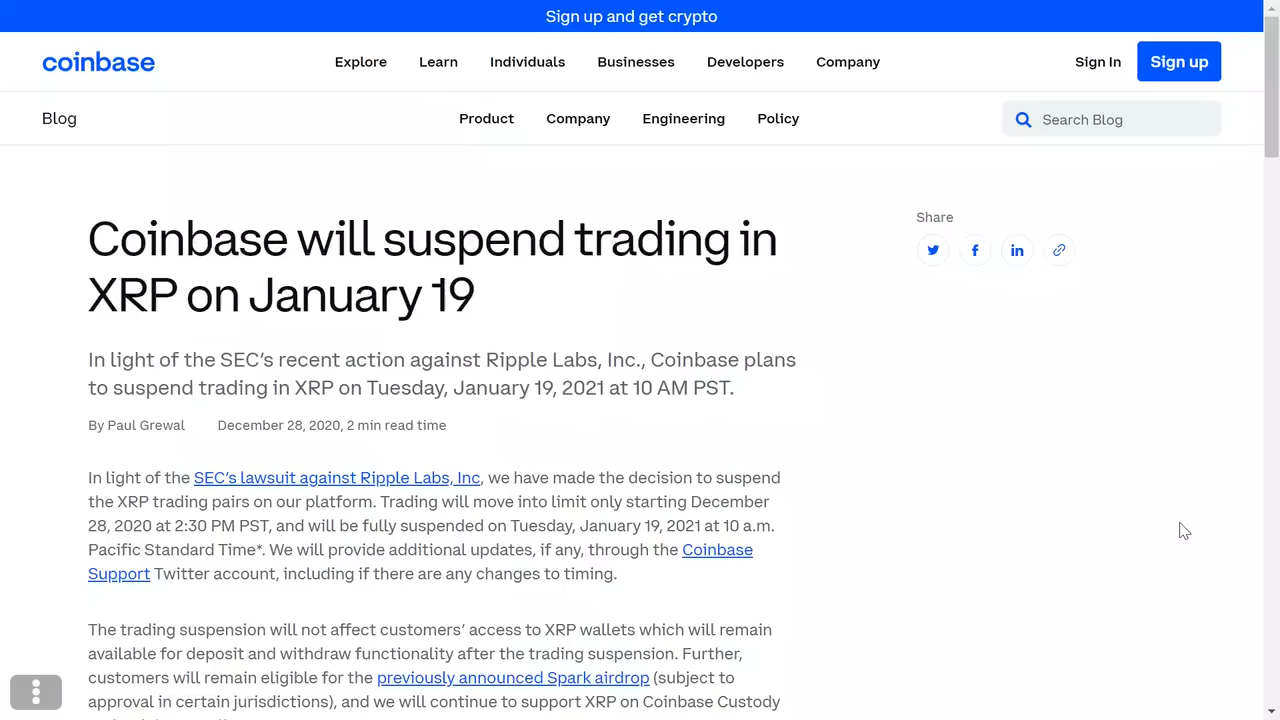 Sign up and get crypto
coinbase
Explore Learn Individuals Businesses Developers Company
Sign In Sign up
Blog
Product Company Engineering Policy
Search Blog
Coinbase will suspend trading in
XRP on January 19
Share
In light of the SEC’s recent action against Ripple Labs, Inc., Coinbase plans
to suspend trading in XRP on Tuesday, January 19, 2021 at 10 AM PST.
By Paul Grewal December 28, 2020, 2 min read time
In light of the SEC’s lawsuit against Ripple Labs, Inc, we have made the decision to suspend
the XRP trading pairs on our platform. Trading will move into limit only starting December
28, 2020 at 2:30 PM PST, and will be fully suspended on Tuesday, January 19, 2021 at 10 a.m.
Pacific Standard Time*. We will provide additional updates, if any, through the Coinbase
Support Twitter account, including if there are any changes to timing.
The trading suspension will not affect customers’ access to XRP wallets which will remain
available for deposit and withdraw functionality after the trading suspension. Further,
customers will remain eligible for the previously announced Spark airdrop (subject to
approval in certain jurisdictions), and we will continue to support XRP on Coinbase Custody